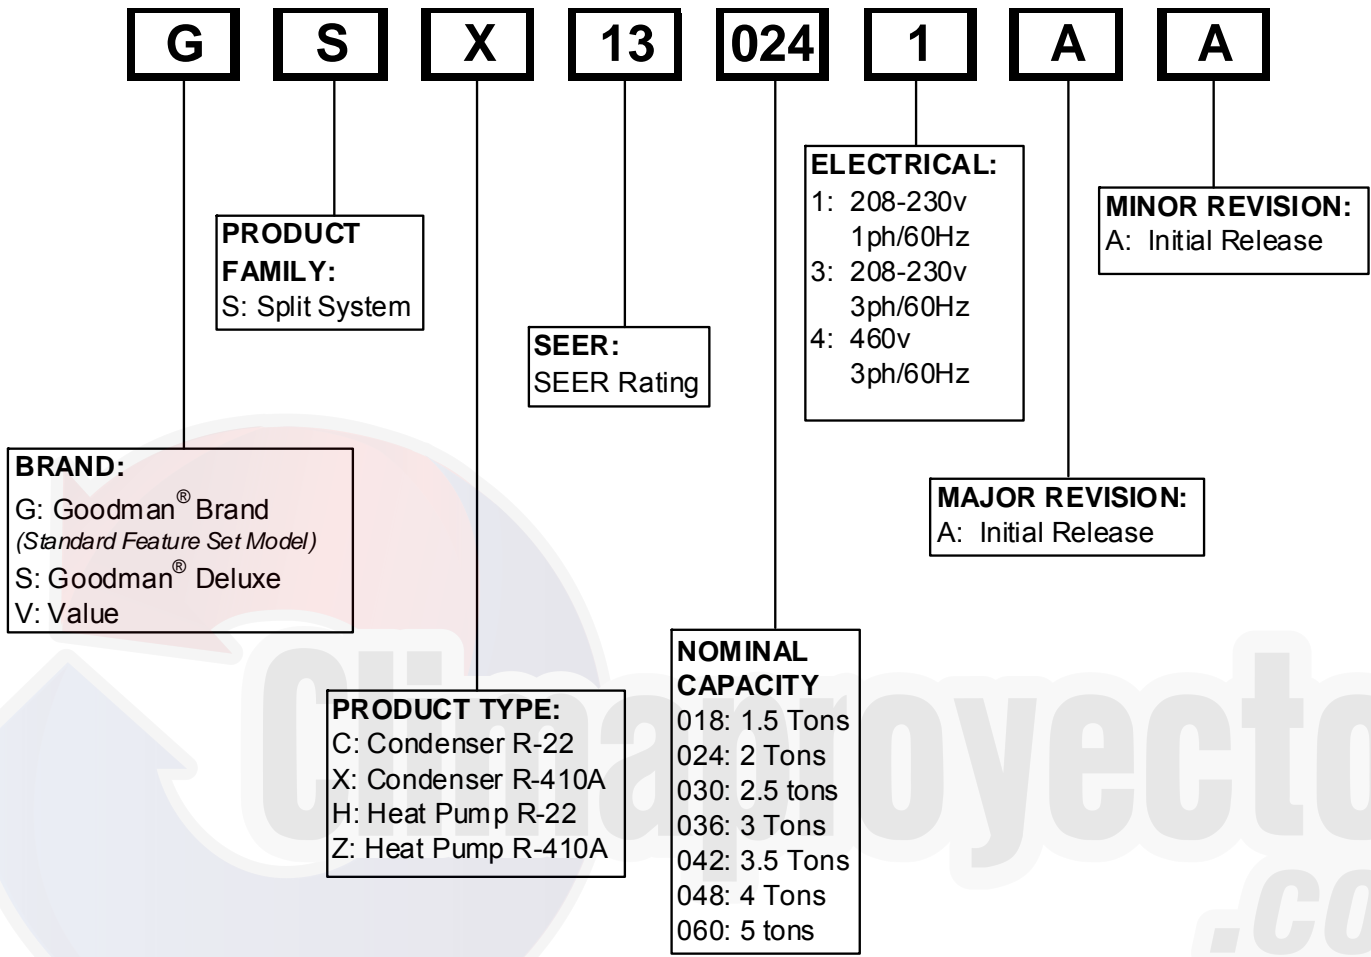 G S X 13 024 1 A A
ELECTRICAL:
1: 208-230v
1ph/60Hz
3: 208-230v
3ph/60Hz
4: 460v
3ph/60Hz
MINOR REVISION:
A: Initial Release
PRODUCT
FAMILY:
S: Split System
SEER:
SEER Rating
BRAND:
G: Goodman® Brand
(Standard Feature Set Model)
S: Goodman® Deluxe
V: Value
MAJOR REVISION:
A: Initial Release
PRODUCT TYPE:
C: Condenser R-22
X: Condenser R-410A
H: Heat Pump R-22
Z: Heat Pump R-410A
NOMINAL
CAPACITY
018: 1.5 Tons
024: 2 Tons
030: 2.5 tons
036: 3 Tons
042: 3.5 Tons
048: 4 Tons
060: 5 tons
Climaproyecto
.co